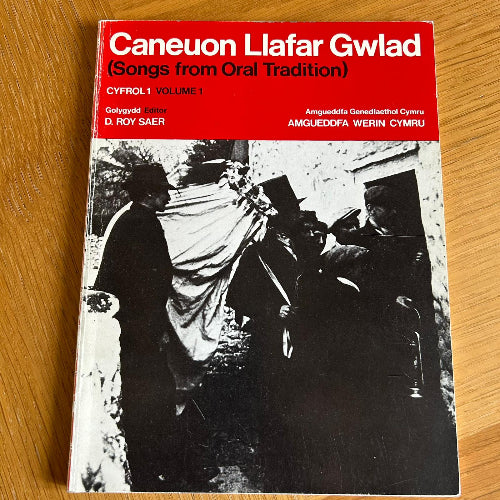 Caneuon Llafar Gwlad
(Songs from Oral Tradition)
CYFROL 1 VOLUME 1
Golygydd Editor
D. ROY SAER
Amgueddfa Genedlaethol Cymru
AMGUEDDFA WERIN CYMRU